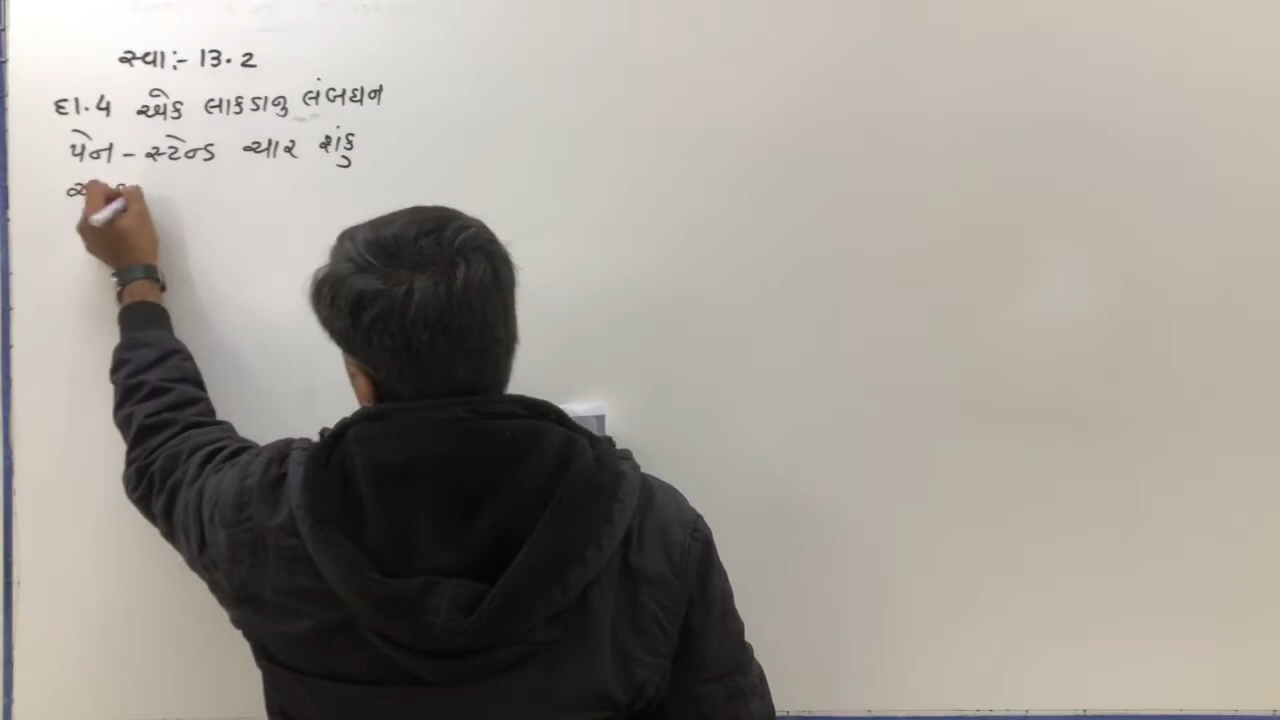 સ્વા:- 13.2
દા.4 એક લાકડાનુ લંબઘન
પેન - સ્ટેન્ડ ચાર શંકુ